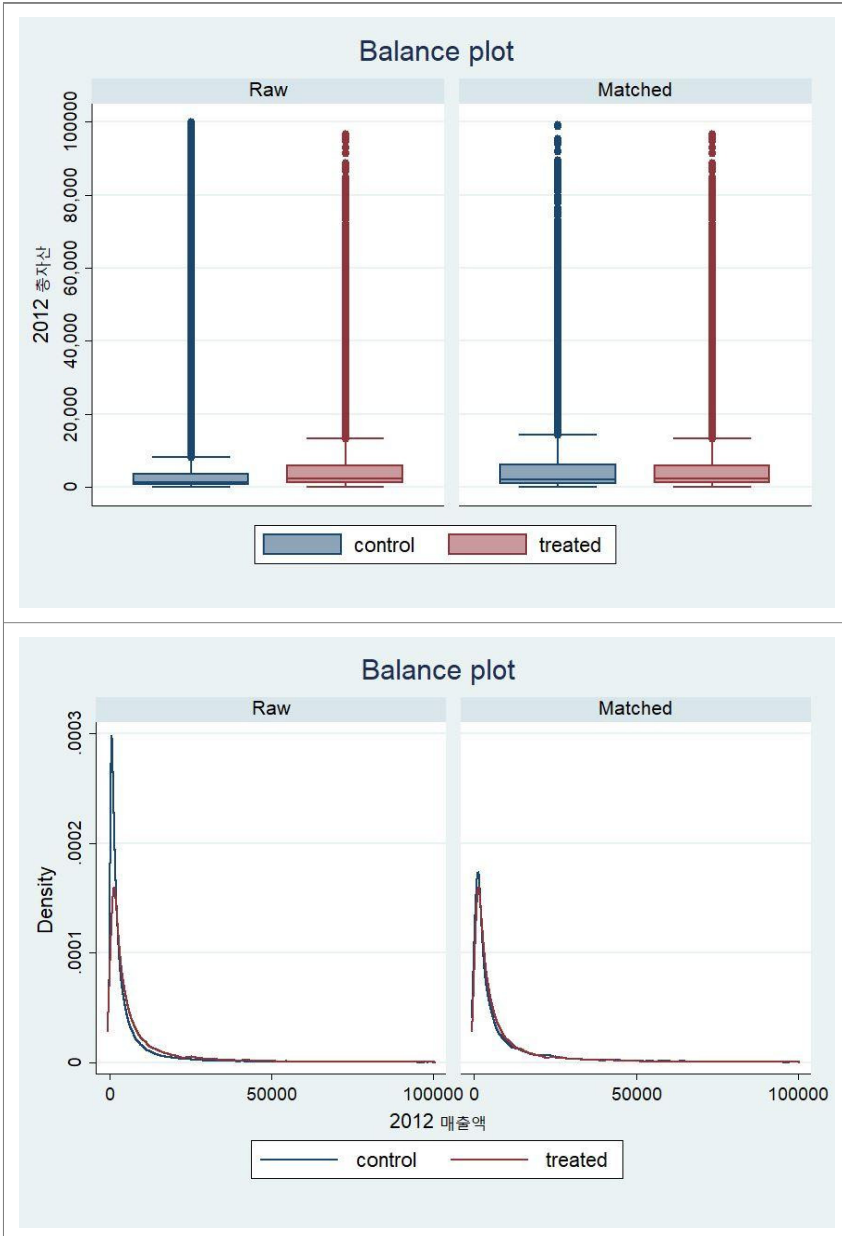 Balance plot
Raw Matched
2012 총자산
100000
80,000
60,000
40,000
20,000
0
control treated
Balance plot
Raw Matched
Density
.0003
.0002
.0001
0
0 50000 100000 0 50000 100000
2012 매출액
control treated